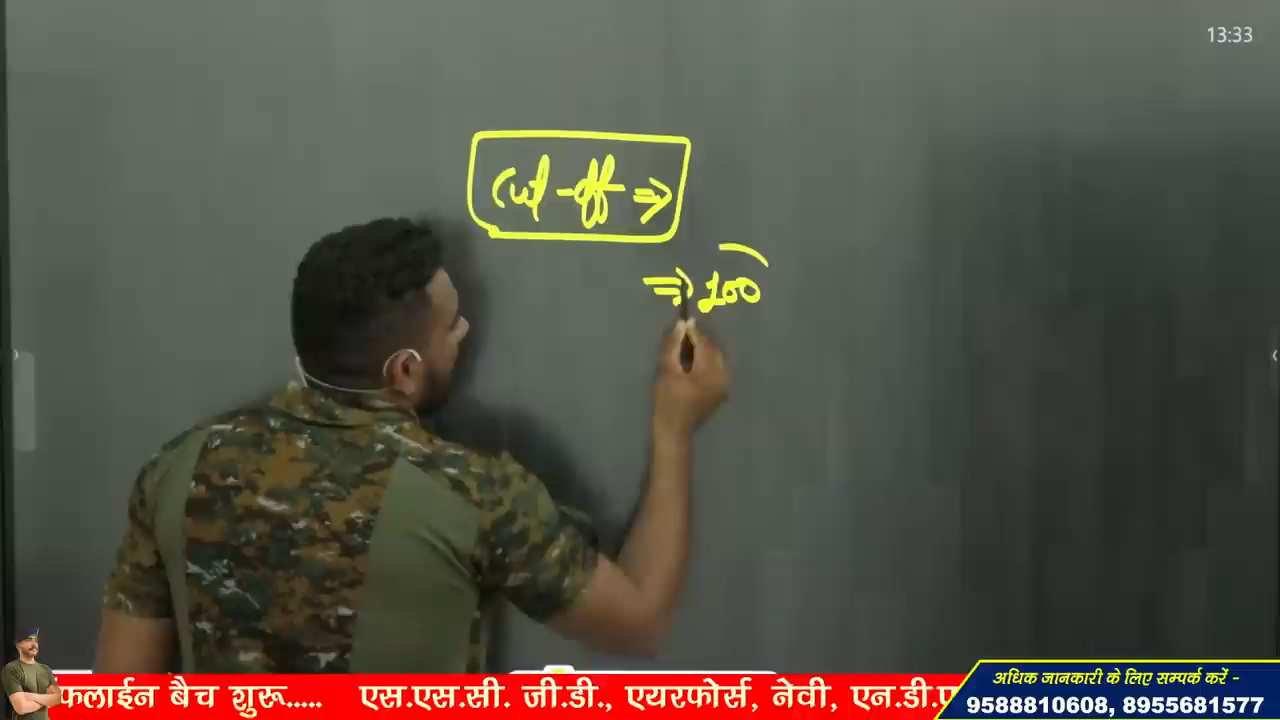 13:33
Cut-off ⇒
⇒ 100
फलाईन बैच शुरू..... एस.एस.सी. जी.डी., एयरफोर्स, नेवी, एन.डी.ए
अधिक जानकारी के लिए सम्पर्क करें -
9588810608, 8955681577